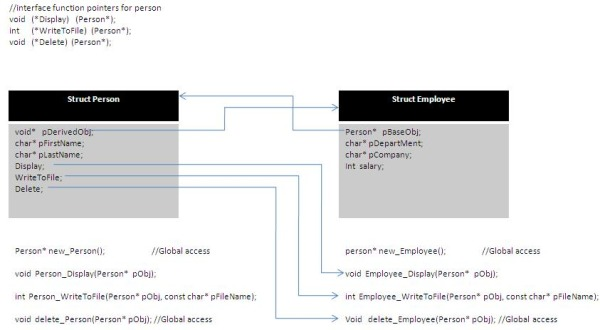 //interface function pointers for person
void (*Display) (Person*);
int (*WriteToFile) (Person*);
void (*Delete) (Person*);
Struct Person
void* pDerivedObj;
char* pFirstName;
char* pLastName;
Display;
WriteToFile;
Delete;
Struct Employee
Person* pBaseObj;
char* pDepartMent;
char* pCompany;
Int salary;
Person* new_Person(); //Global access
void Person_Display(Person* pObj);
int Person_WriteToFile(Person* pObj, const char* pFileName);
void delete_Person(Person* pObj); //Global access
person* new_Employee(); //Global access
void Employee_Display(Person* pObj);
int Employee_WriteToFile(Person* pObj, const char* pFileName);
Void delete_Employee(Person* pObj); //Global access